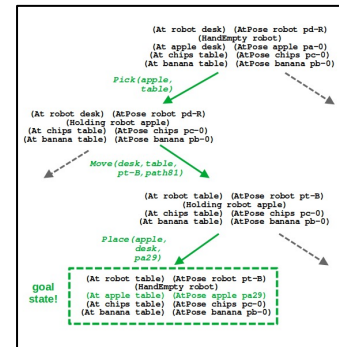 (At robot desk) (AtPose robot pd-R)
(HandEmpty robot)
(At apple desk) (AtPose apple pa-0)
(At chips table) (AtPose chips pc-0)
(At banana table) (AtPose banana pb-0)
Pick(apple,
table)
(At robot desk) (AtPose robot pd-R)
(Holding robot apple)
(At chips table) (AtPose chips pc-0)
(At banana table) (AtPose banana pb-0)
Move(desk,table,
pt-B,path81)
(At robot table) (AtPose robot pt-B)
(Holding robot apple)
(At chips table) (AtPose chips pc-0)
(At banana table) (AtPose banana pb-0)
Place(apple,
desk,
pa29)
goal
state!
(At robot table) (AtPose robot pt-B)
(HandEmpty robot)
(At apple table) (AtPose apple pa29)
(At chips table) (AtPose chips pc-0)
(At banana table) (AtPose banana pb-0)